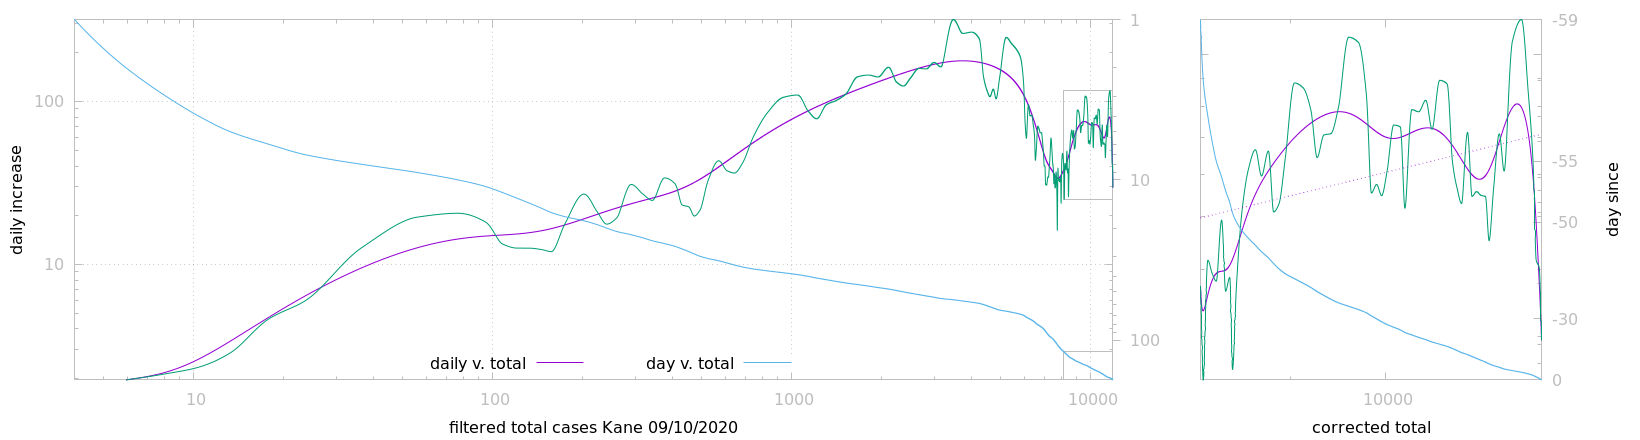 daily increase
100
10
10
100
1000
10000
1
10
100
daily v. total
day v. total
filtered total cases Kane 09/10/2020
-59
-55
-50
-30
0
day since
10000
corrected total